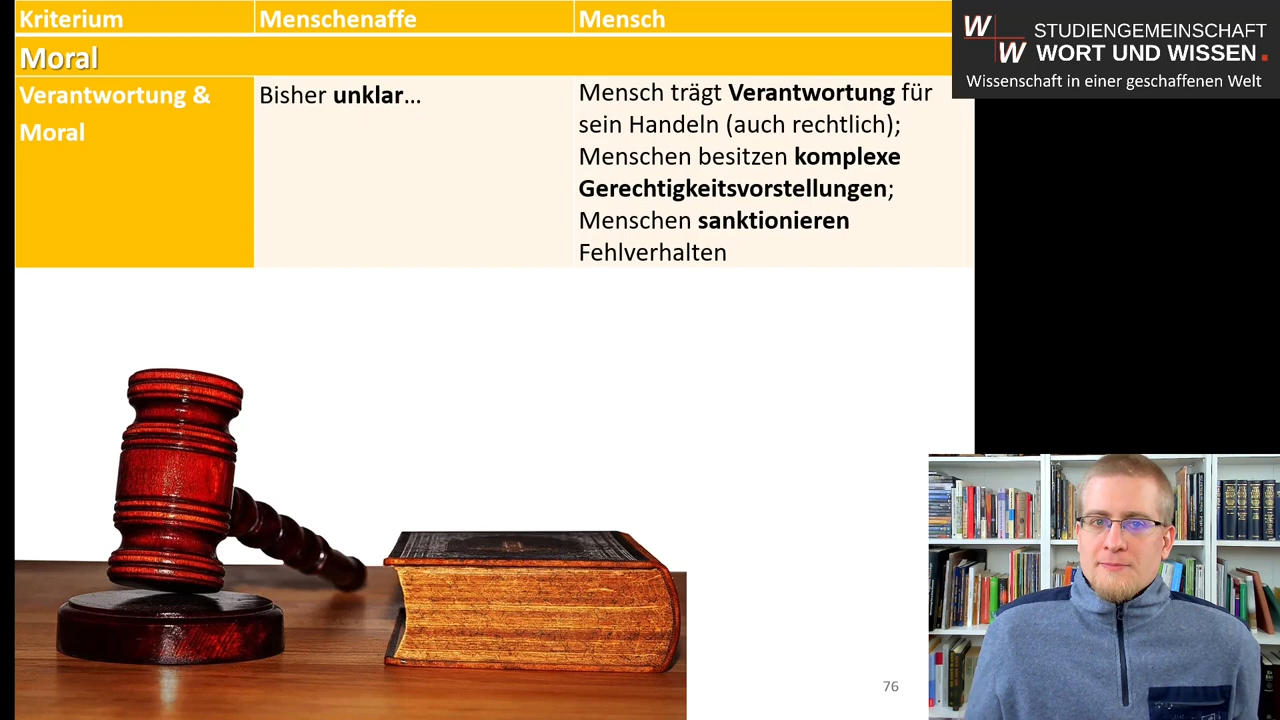 Kriterium Menschenaffe Mensch
Moral
Verantwortung &
Moral
Bisher unklar...
Mensch trägt Verantwortung für
sein Handeln (auch rechtlich);
Menschen besitzen komplexe
Gerechtigkeitsvorstellungen;
Menschen sanktionieren
Fehlverhalten
W
W
STUDIENGEMEINSCHAFT
WORT UND WISSEN.
Wissenschaft in einer geschaffenen Welt
76